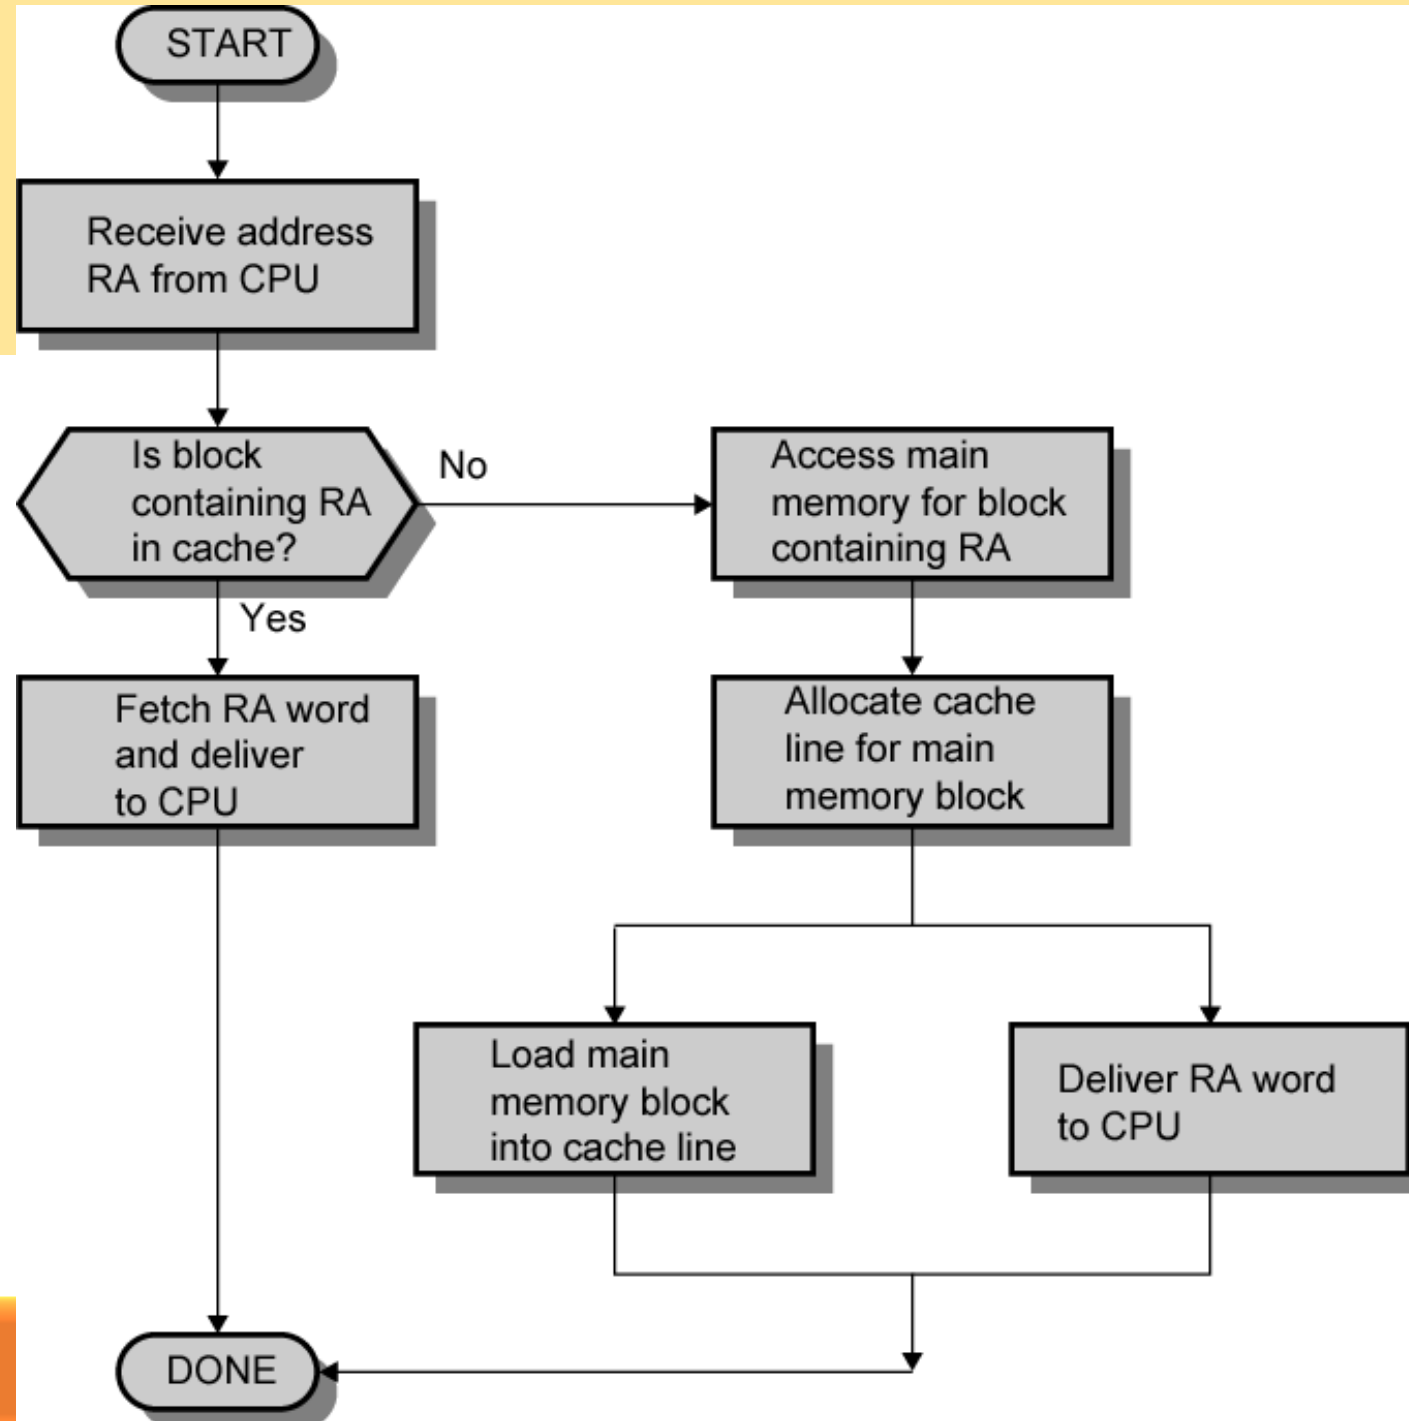 START
Receive address
RA from CPU
Is block
containing RA
in cache?
No
Access main
memory for block
containing RA
Yes
Fetch RA word
and deliver
to CPU
Allocate cache
line for main
memory block
Load main
memory block
into cache line
Deliver RA word
to CPU
DONE